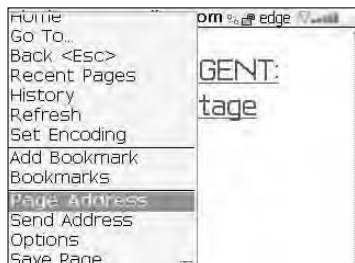 Home
om edge
Go To...
Back <Esc>
Recent Pages
History
Refresh
Set Encoding
Add Bookmark
Bookmarks
Page Address
Send Address
Options
Save Page
GENT:
tage